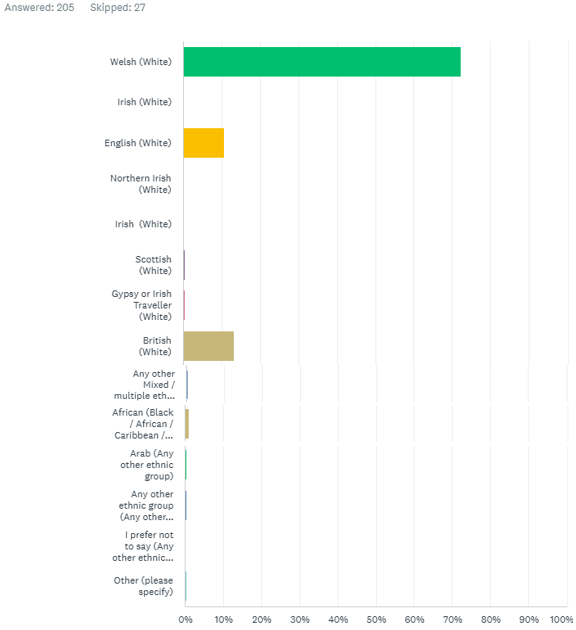 Answered: 205 Skipped: 27
Welsh (White)
Irish (White)
English (White)
Northern Irish
(White)
Irish (White)
Scottish
(White)
Gypsy or Irish
Traveller
(White)
British
(White)
Any other
Mixed /
multiple eth...
African (Black
/ African /
Caribbean /...
Arab (Any
other ethnic
group)
Any other
ethnic group
(Any other...
I prefer not
to say (Any
other ethnic...
Other (please
specify)
0% 10% 20% 30% 40% 50% 60% 70% 80% 90% 100%